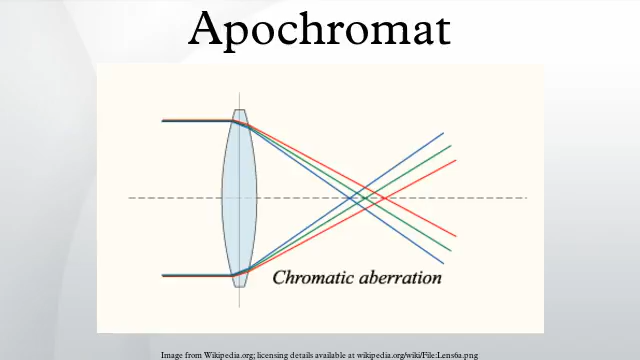 Apochromat
Chromatic aberration
Image from Wikipedia.org; licensing details available at wikipedia.org/wiki/File:Lens6a.png